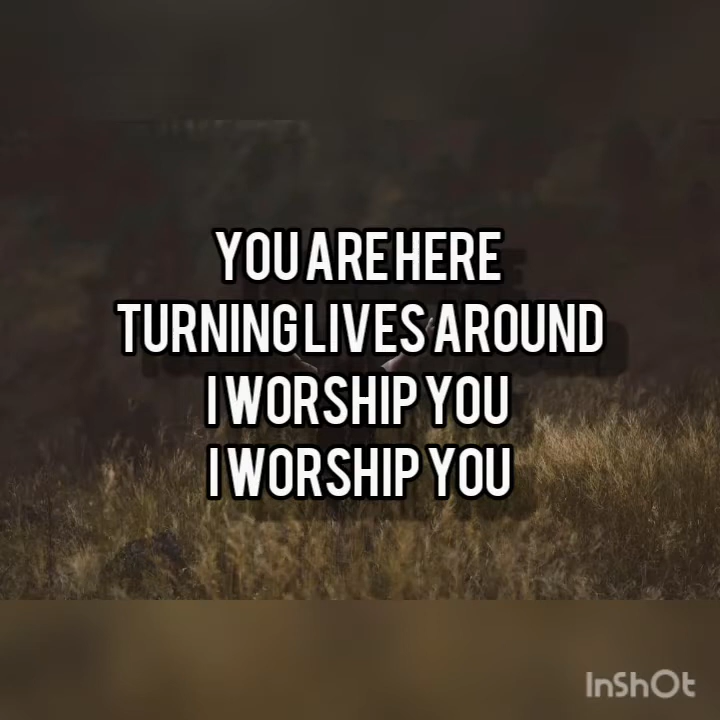 YOU ARE HERE
TURNING LIVES AROUND
I WORSHIP YOU
I WORSHIP YOU
InShOt